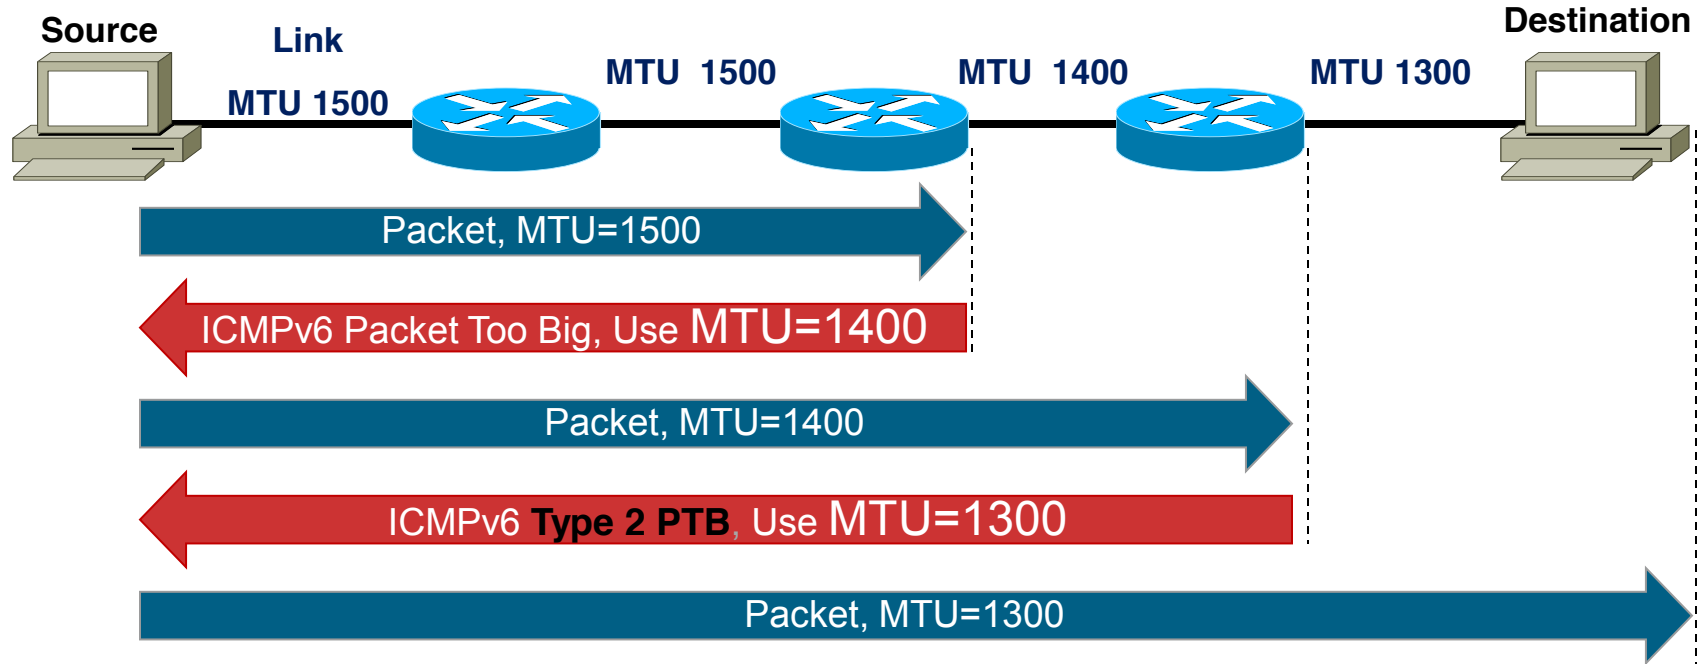 Source
Link
MTU 1500
MTU 1500
MTU 1400
MTU 1300
Destination
Packet, MTU=1500
ICMPv6 Packet Too Big, Use MTU=1400
Packet, MTU=1400
ICMPv6 Type 2 PTB, Use MTU=1300
Packet, MTU=1300